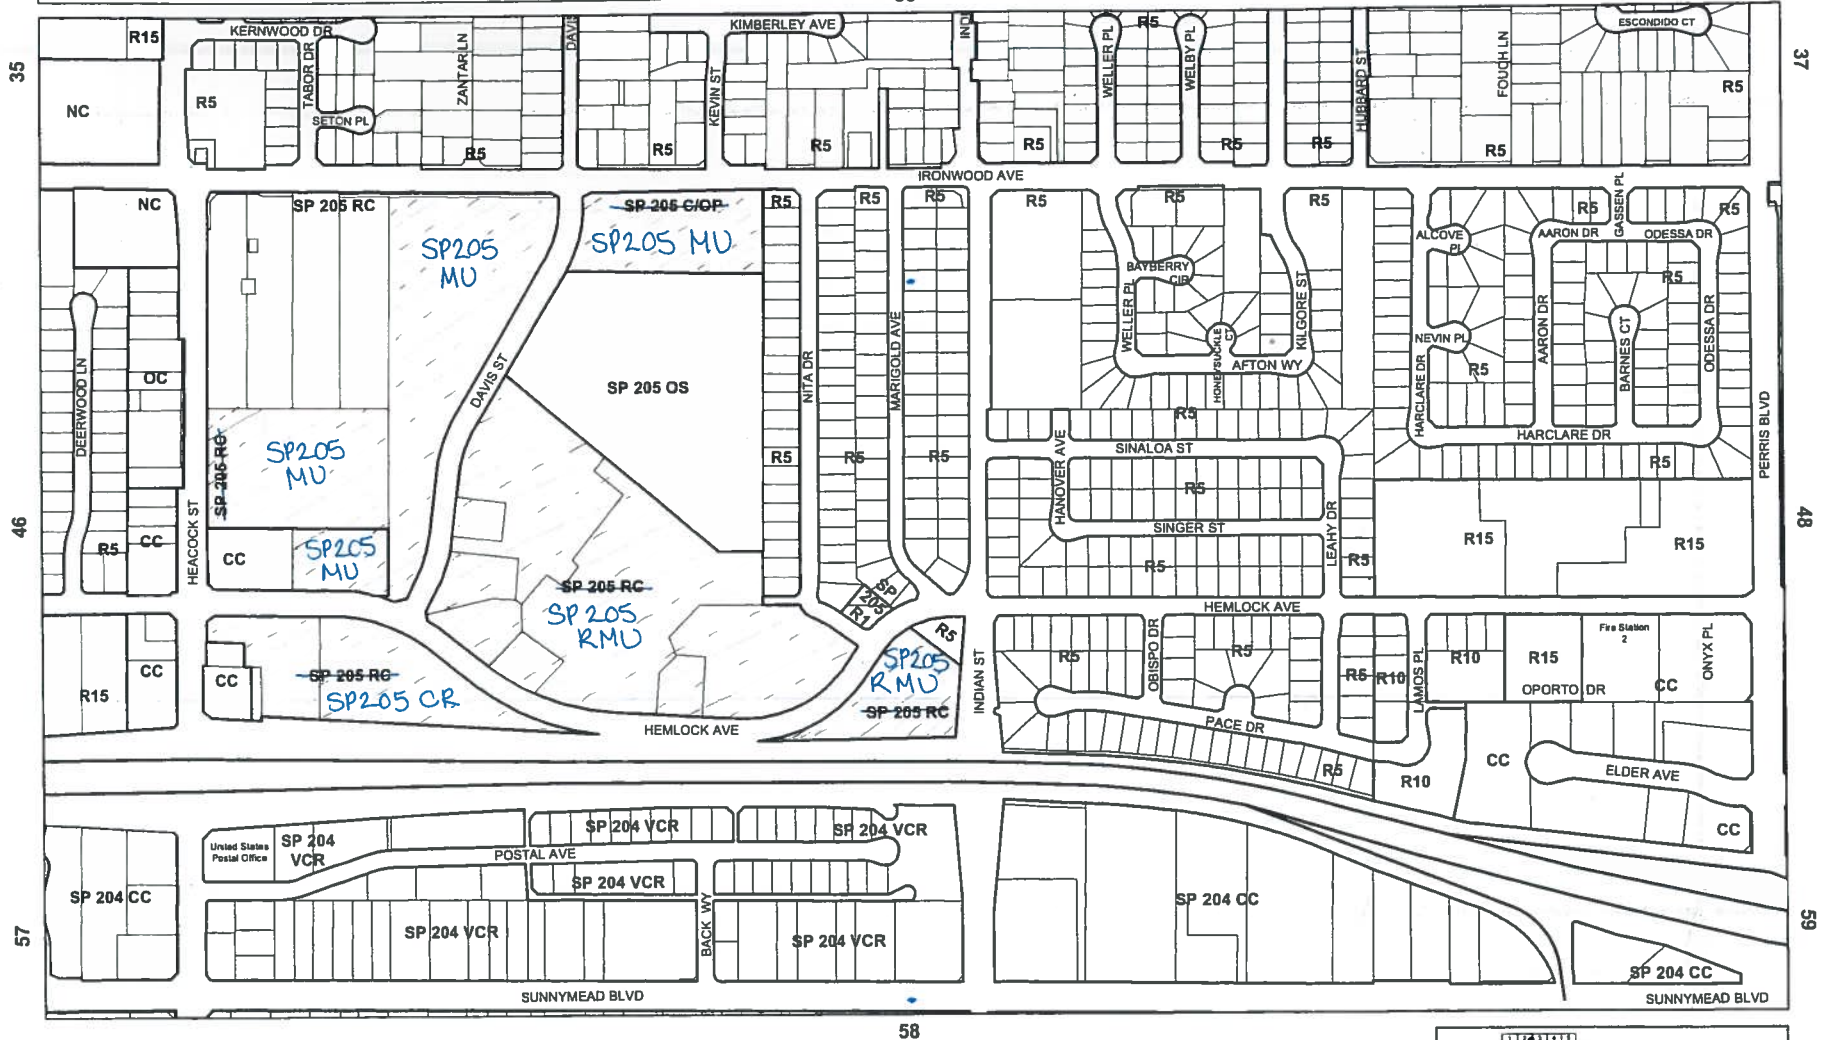 R15
KERNWOOD DR
KIMBERLEY AVE
R5
ESCONDIDO CT
35
NC
R5
TABOR DR
SETON PL
ZANTAR LN
R5
DAVIS
KEVIN ST
R5
R5
IND
R5
WELLER PL
WELBY PL
R5
R5
HUBBARD ST
FOUCH LN
R5
R5
37
IRONWOOD AVE
NC
SP 205 RC
SP205
MU
SP 205 C/OP
SP205 MU
R5
R5
R5
R5
R5
R5
R5
GASSEN PL
R5
ALCOVE
PL
AARON DR
ODESSA DR
BAYBERRY
CIR
WELLER PL
HONEYSUCKLE
CT
KILGORE ST
AFTON WY
NEVIN PL
R5
HARCLARE DR
AARON DR
BARNES CT
R5
ODESSA DR
PERRIS BLVD
DEERWOOD LN
OC
DAVIS ST
SP 205 OS
NITA DR
MARIGOLD AVE
R5
R5
R5
R5
SINALOA ST
HANOVER AVE
R5
SINGER ST
R5
LEAHY DR
R5
HARCLARE DR
R5
R15
R15
46
48
SP 205 RC
SP205
MU
HEACOCK ST
R5
CC
CC
SP205
MU
SP 205 RC
SP 205
RMU
SP
205
R1
HEMLOCK AVE
R5
SP205
RMU
SP 205 RC
INDIAN ST
R15
CC
CC
SP 205 RC
SP205 CR
HEMLOCK AVE
R5
OBISPO DR
R5
R5
R10
LAMOS PL
R10
R15
Fire Station
2
CC
OPORTO DR
ONYX PL
PACE DR
R5
R10
CC
ELDER AVE
CC
United States
Postal Office
SP 204
VCR
SP 204 VCR
SP 204 VCR
POSTAL AVE
SP 204 VCR
SP 204 CC
SP 204 VCR
BACK WY
SP 204 VCR
SP 204 CC
SP 204 CC
57
59
SUNNYMEAD BLVD
SUNNYMEAD BLVD
58